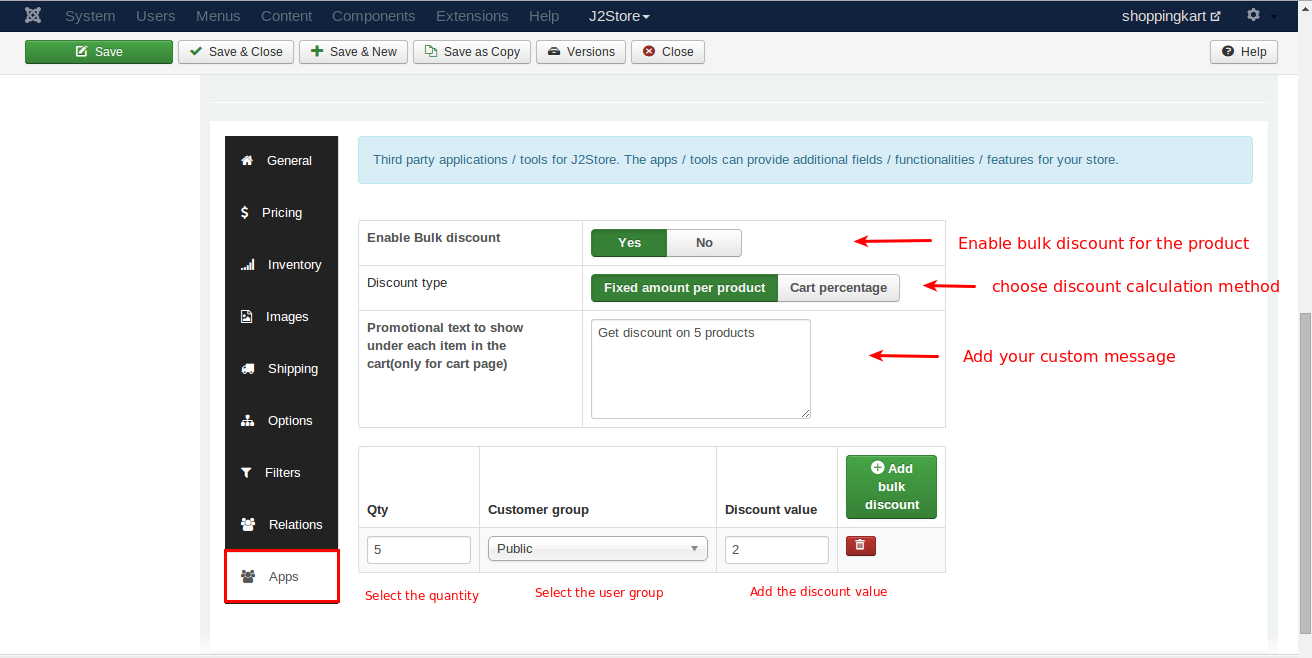 System Users Menus Content Components Extensions Help J2Store shoppingkart
Save Save & Close Save & New Save as Copy Versions Close Help
General
Pricing
Inventory
Images
Shipping
Options
Filters
Relations
Apps
Third party applications / tools for J2Store. The apps / tools can provide additional fields / functionalities / features for your store.
Enable Bulk discount Yes No Enable bulk discount for the product
Discount type Fixed amount per product Cart percentage choose discount calculation method
Promotional text to show
under each item in the
cart(only for cart page)
Get discount on 5 products
Add your custom message
Qty Customer group Discount value
Add
bulk
discount
5 Public 2
Select the quantity Select the user group Add the discount value